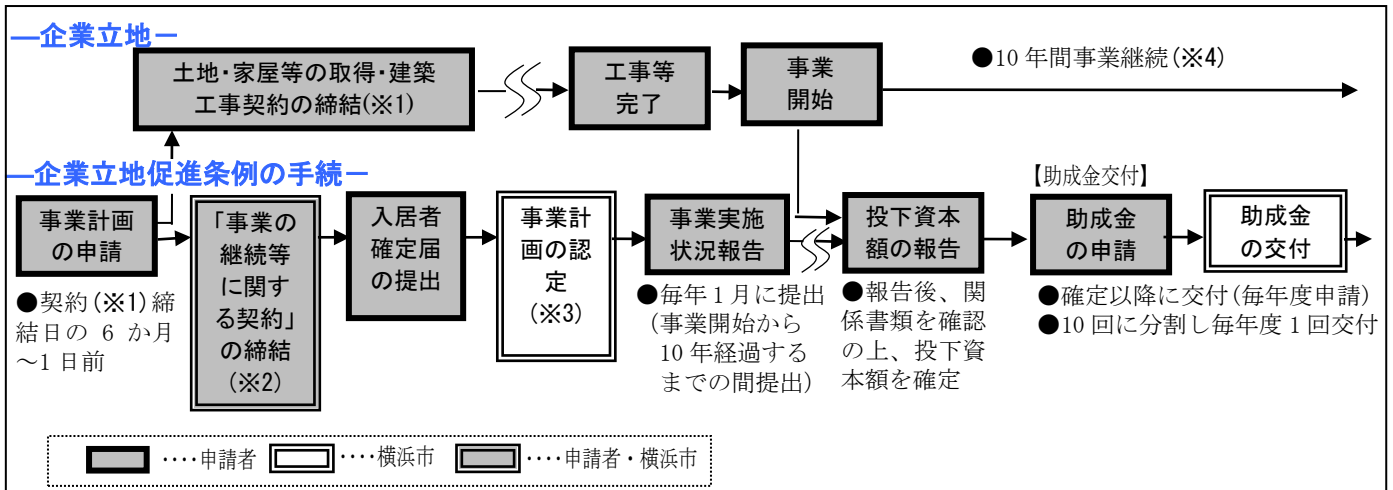 ―企業立地－
土地・家屋等の取得・建築
工事契約の締結(※1)
工事等
完了
事業
開始
●10 年間事業継続(※4)
―企業立地促進条例の手続－
事業計画
の申請
●契約(※1)締
結日の 6 か月
～1 日前
「事業の
継続等
に関す
る契約」
の締結
(※2)
入居者
確定届
の提出
事業計
画の認
定
(※3)
事業実施
状況報告
●毎年 1 月に提出
(事業開始から
10 年経過する
までの間提出)
投下資本
額の報告
●報告後、関
係書類を確認
の上、投下資
本額を確定
【助成金交付】
助成金
の申請
助成金
の交付
●確定以降に交付(毎年度申請)
●10 回に分割し毎年度 1 回交付
‥‥申請者 ‥‥横浜市 ‥‥申請者・横浜市